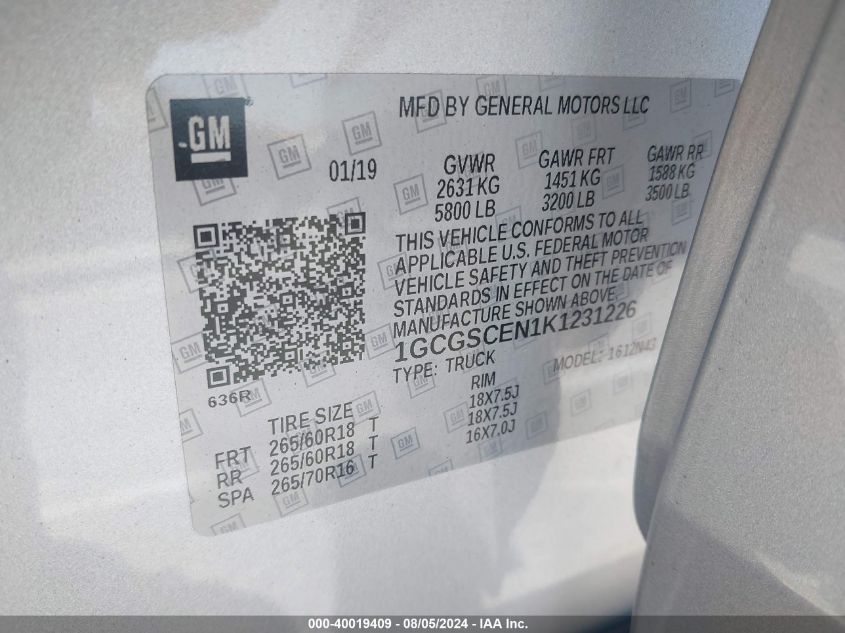 GM
MFD BY GENERAL MOTORS LLC
01/19
GVWR GAWR FRT GAWR RR
2631 KG 1451 KG 1588 KG
5800 LB 3200 LB 3500 LB
THIS VEHICLE CONFORMS TO ALL
APPLICABLE U.S. FEDERAL MOTOR
VEHICLE SAFETY AND THEFT PREVENTION
STANDARDS IN EFFECT ON THE DATE OF
MANUFACTURE SHOWN ABOVE.
1GCGSCEN1K1231226
TYPE: TRUCK MODEL: 1612N43
636R
TIRE SIZE RIM
FRT 265/60R18 T 18X7.5J
RR 265/60R18 T 18X7.5J
SPA 265/70R16 T 16X7.0J
000-40019409 - 08/05/2024 - IAA Inc.